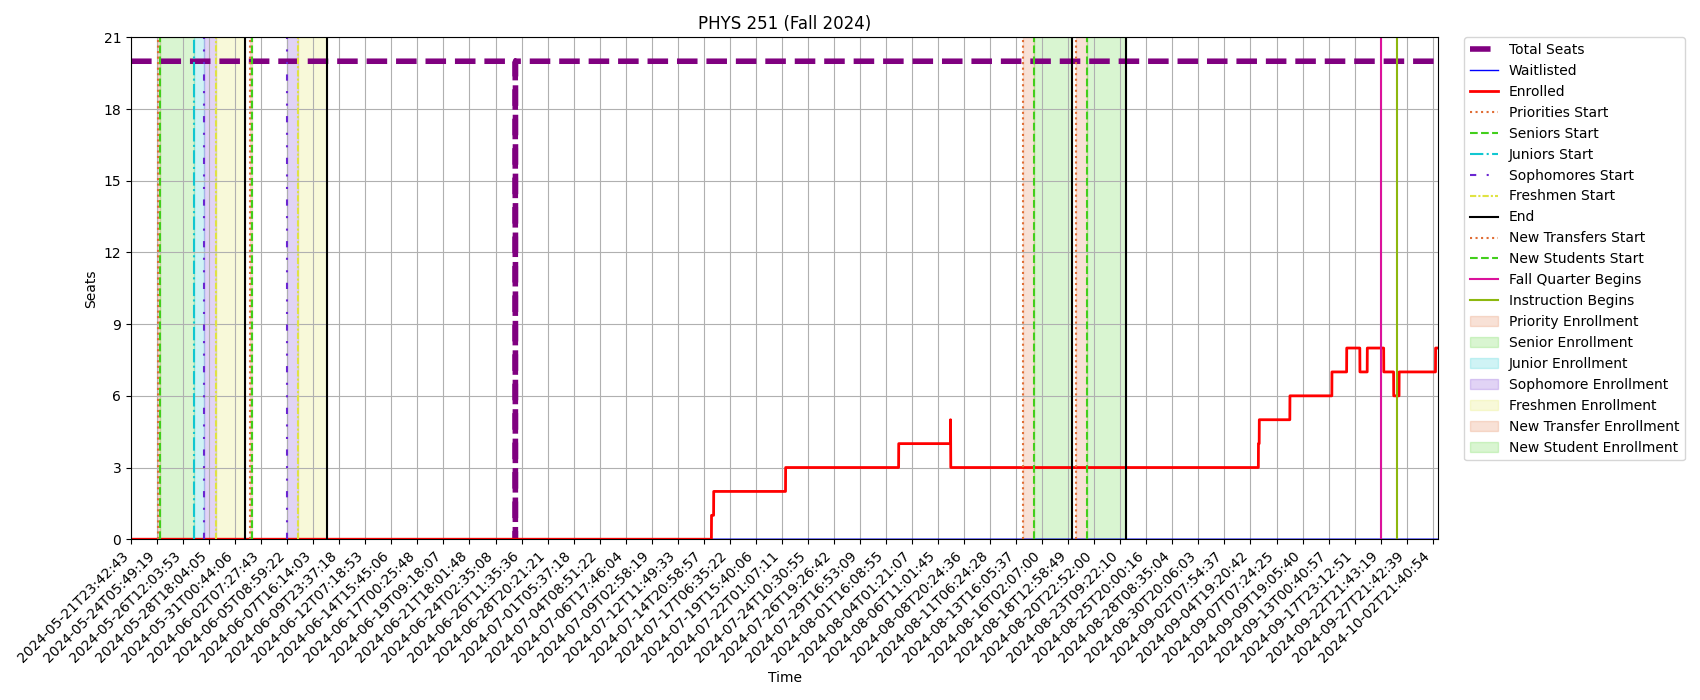 PHYS 251 (Fall 2024)
21
18
15
12
9
6
3
0
Seats
2024-05-21T23:42:43
2024-05-24T05:49:19
2024-05-26T12:03:53
2024-05-28T18:04:05
2024-05-31T00:44:06
2024-06-02T07:27:43
2024-06-05T08:59:22
2024-06-07T16:14:03
2024-06-09T23:37:18
2024-06-12T07:18:53
2024-06-14T15:45:06
2024-06-17T00:25:48
2024-06-19T09:18:07
2024-06-21T18:01:48
2024-06-24T02:35:08
2024-06-26T11:35:36
2024-06-28T20:21:21
2024-07-01T05:37:18
2024-07-04T08:51:22
2024-07-06T17:46:04
2024-07-09T02:58:19
2024-07-12T11:49:33
2024-07-14T20:58:57
2024-07-17T06:35:22
2024-07-19T15:40:06
2024-07-22T01:07:11
2024-07-24T10:30:55
2024-07-26T19:26:42
2024-07-29T16:53:09
2024-08-01T16:08:55
2024-08-04T01:21:07
2024-08-06T11:01:45
2024-08-08T20:24:36
2024-08-11T06:24:28
2024-08-13T16:05:37
2024-08-16T02:07:00
2024-08-18T12:58:49
2024-08-20T22:52:00
2024-08-23T09:22:10
2024-08-25T20:00:16
2024-08-28T08:35:04
2024-08-30T20:06:03
2024-09-02T07:54:37
2024-09-04T19:20:42
2024-09-07T07:24:25
2024-09-09T19:05:40
2024-09-13T00:40:57
2024-09-17T23:12:51
2024-09-22T21:43:19
2024-09-27T21:42:39
2024-10-02T21:40:54
Time
Total Seats
Waitlisted
Enrolled
Priorities Start
Seniors Start
Juniors Start
Sophomores Start
Freshmen Start
End
New Transfers Start
New Students Start
Fall Quarter Begins
Instruction Begins
Priority Enrollment
Senior Enrollment
Junior Enrollment
Sophomore Enrollment
Freshmen Enrollment
New Transfer Enrollment
New Student Enrollment